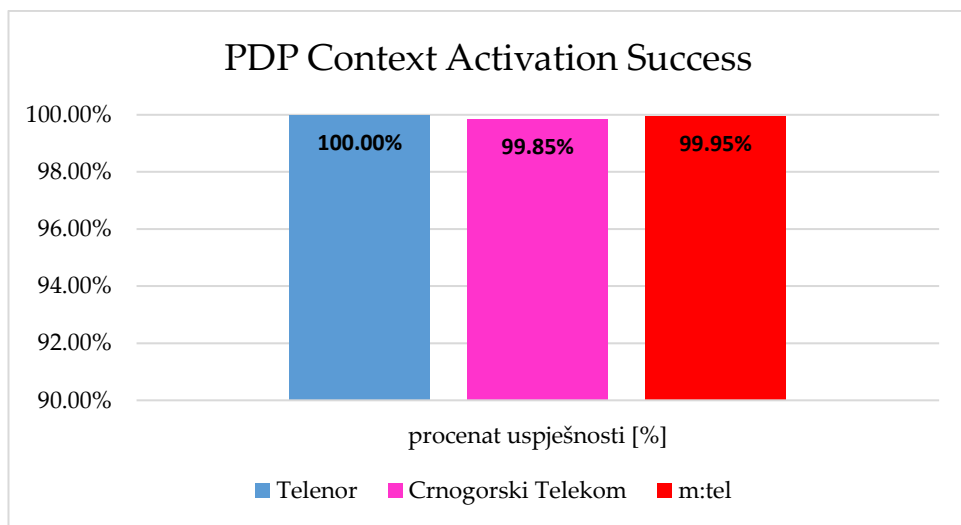 PDP Context Activation Success
100.00%
98.00%
96.00%
94.00%
92.00%
90.00%
100.00%
99.85%
99.95%
procenat uspješnosti [%]
Telenor
Crnogorski Telekom
m:tel